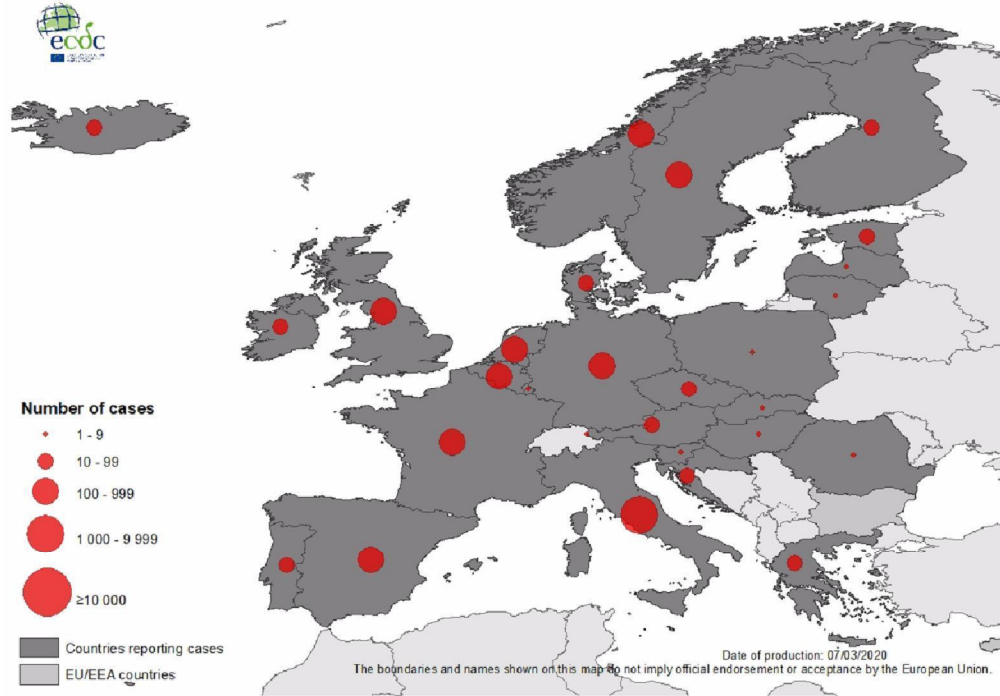 ecdc
Number of cases
1 - 9
10 - 99
100 - 999
1 000 - 9 999
≥10 000
Countries reporting cases
EU/EEA countries
Date of production: 07/03/2020
The boundaries and names shown on this map do not imply official endorsement or acceptance by the European Union.